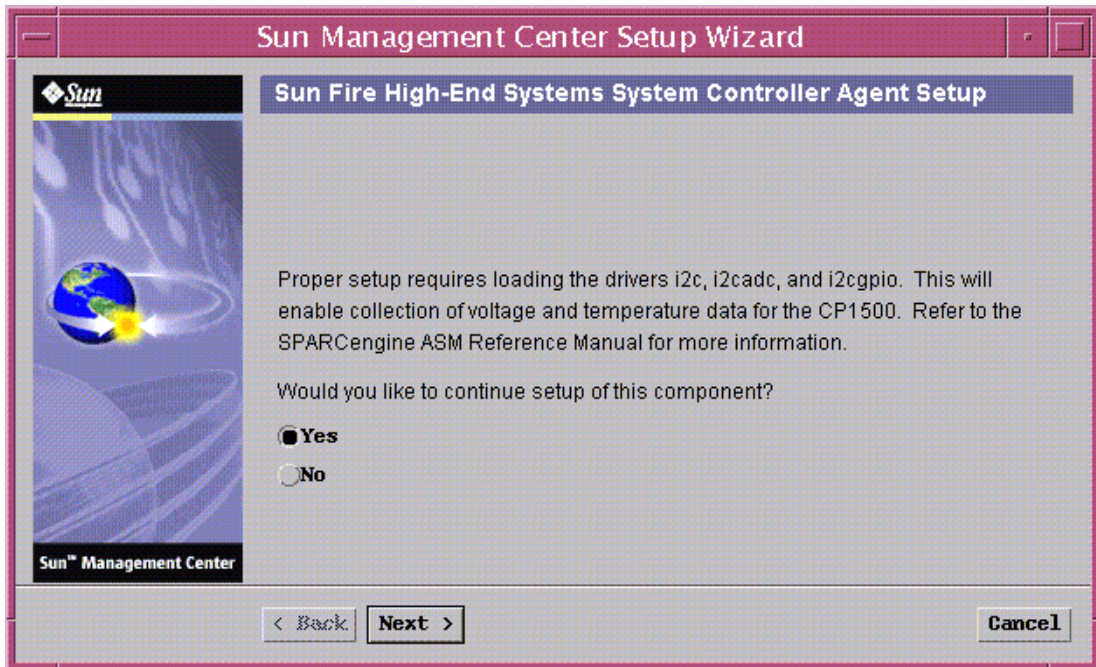 Sun Management Center Setup Wizard
Sun
Sun Fire High-End Systems System Controller Agent Setup
Proper setup requires loading the drivers i2c, i2cadc, and i2cgpio. This will
enable collection of voltage and temperature data for the CP1500. Refer to the
SPARCengine ASM Reference Manual for more information.
Would you like to continue setup of this component?
Yes
No
Sun™ Management Center
< Back
Next >
Cancel